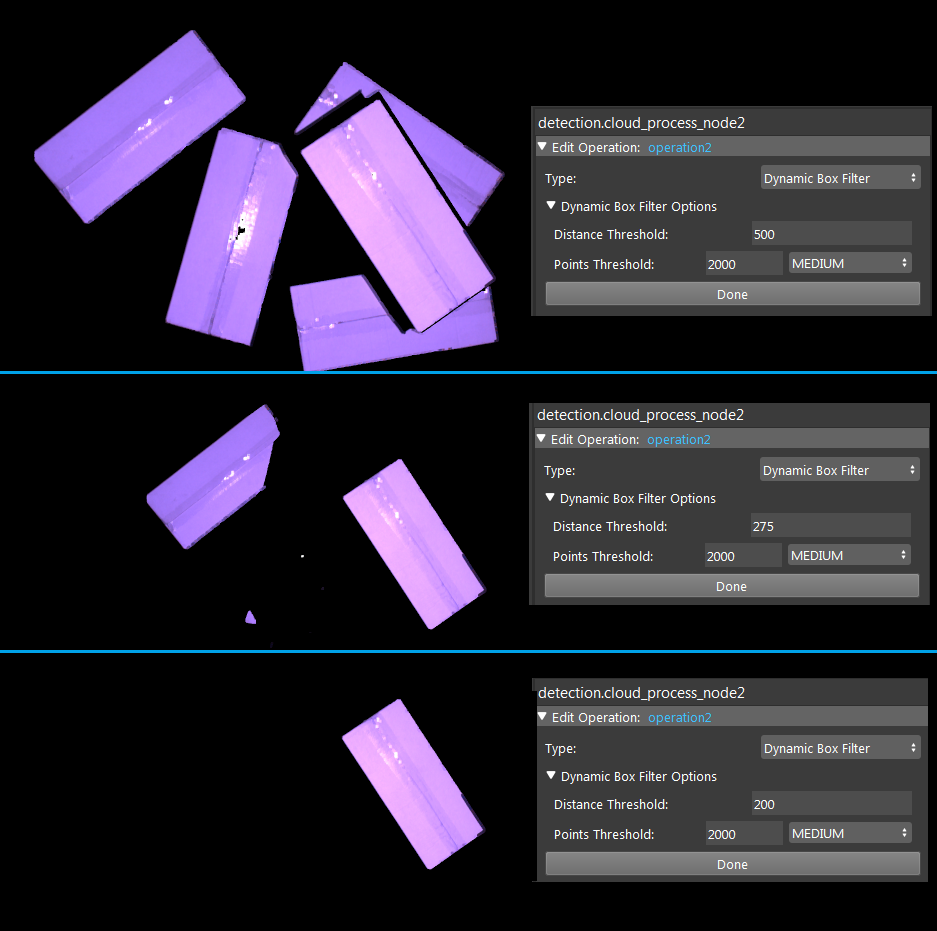 detection.cloud_process_node2
Edit Operation: operation2
Type: Dynamic Box Filter
Dynamic Box Filter Options
Distance Threshold: 500
Points Threshold: 2000 MEDIUM
Done
detection.cloud_process_node2
Edit Operation: operation2
Type: Dynamic Box Filter
Dynamic Box Filter Options
Distance Threshold: 275
Points Threshold: 2000 MEDIUM
Done
detection.cloud_process_node2
Edit Operation: operation2
Type: Dynamic Box Filter
Dynamic Box Filter Options
Distance Threshold: 200
Points Threshold: 2000 MEDIUM
Done